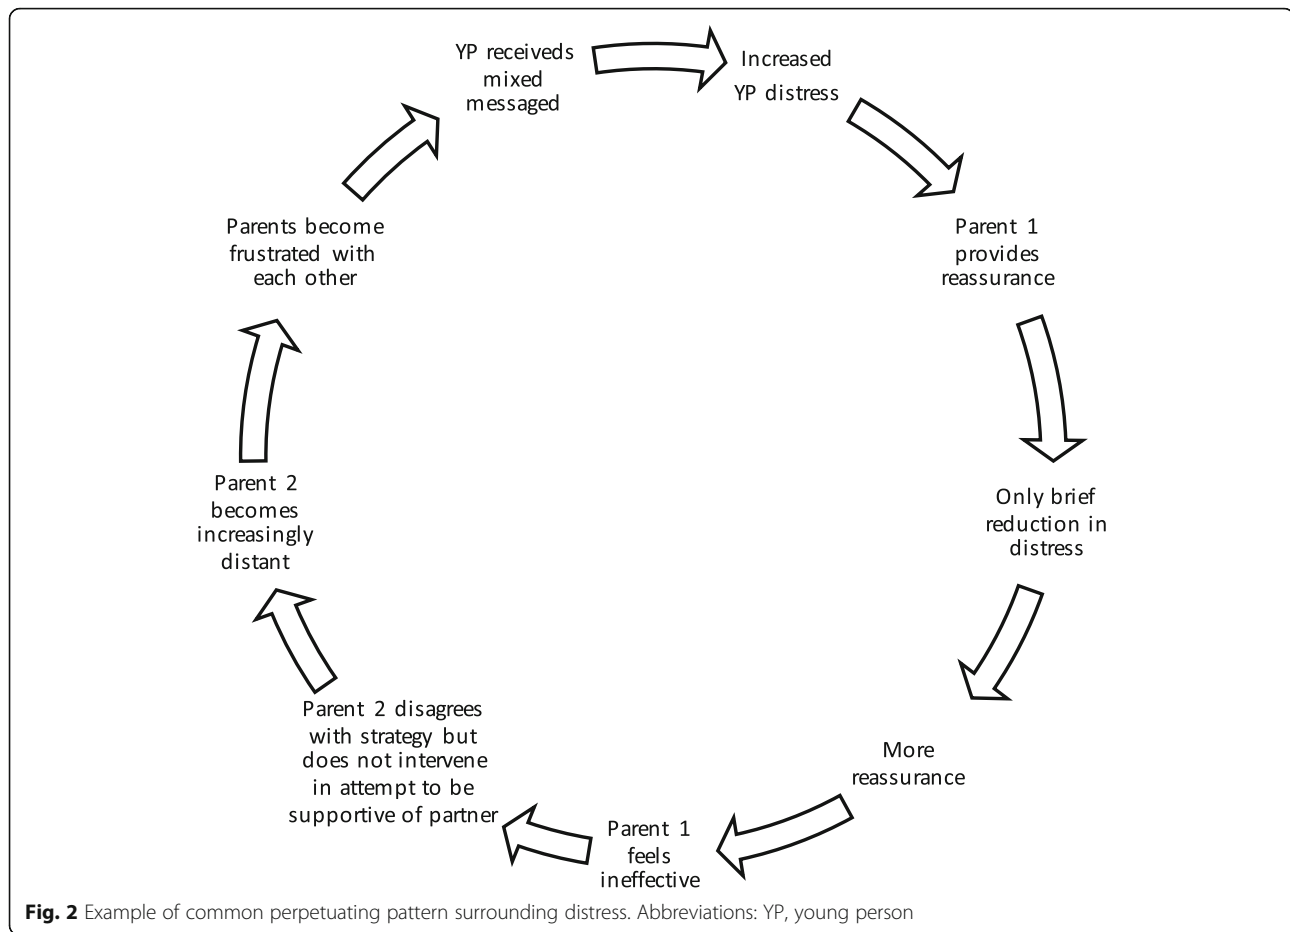 YP receiveds
mixed
messaged
Increased
YP distress
Parent 1
provides
reassurance
Only brief
reduction in
distress
More
reassurance
Parent 1
feels
ineffective
Parent 2 disagrees
with strategy but
does not intervene
in attempt to be
supportive of partner
Parent 2
becomes
increasingly
distant
Parents become
frustrated with
each other
Fig. 2 Example of common perpetuating pattern surrounding distress. Abbreviations: YP, young person